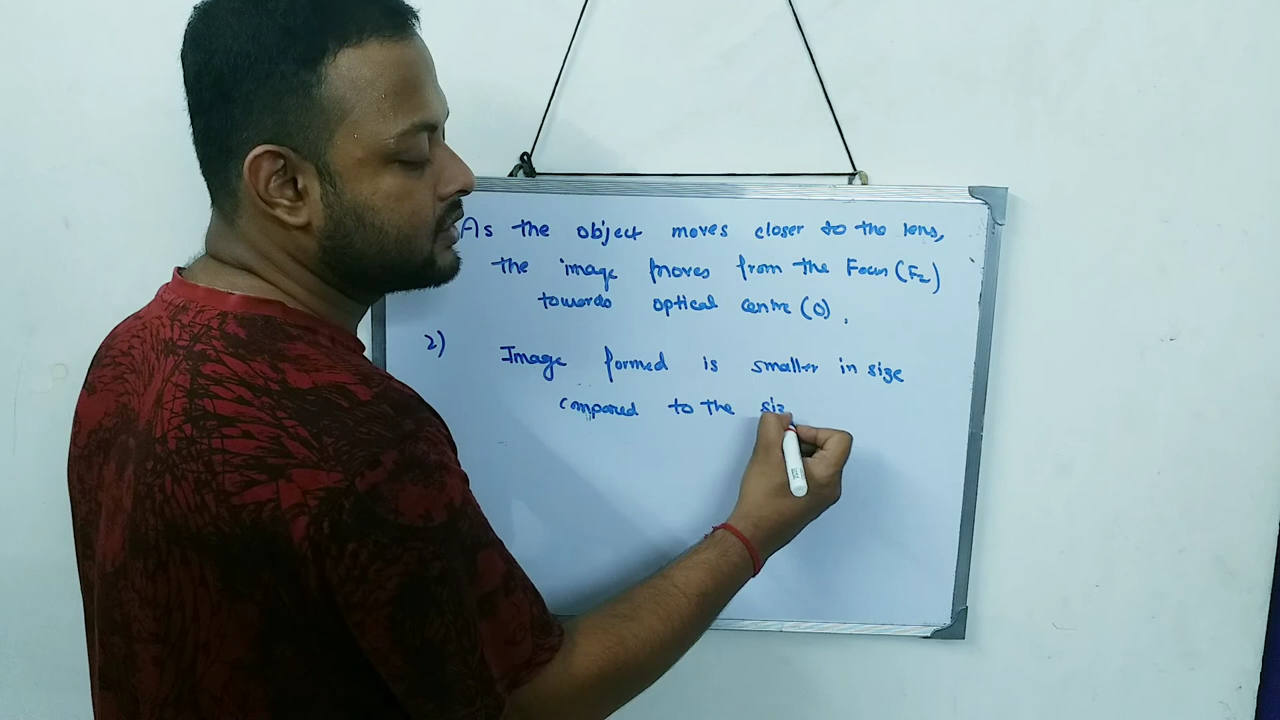 As the object moves closer to the lens,
the image moves from the Focus (F2)
towards optical centre (O).
2) Image formed is smaller in size
compared to the siz